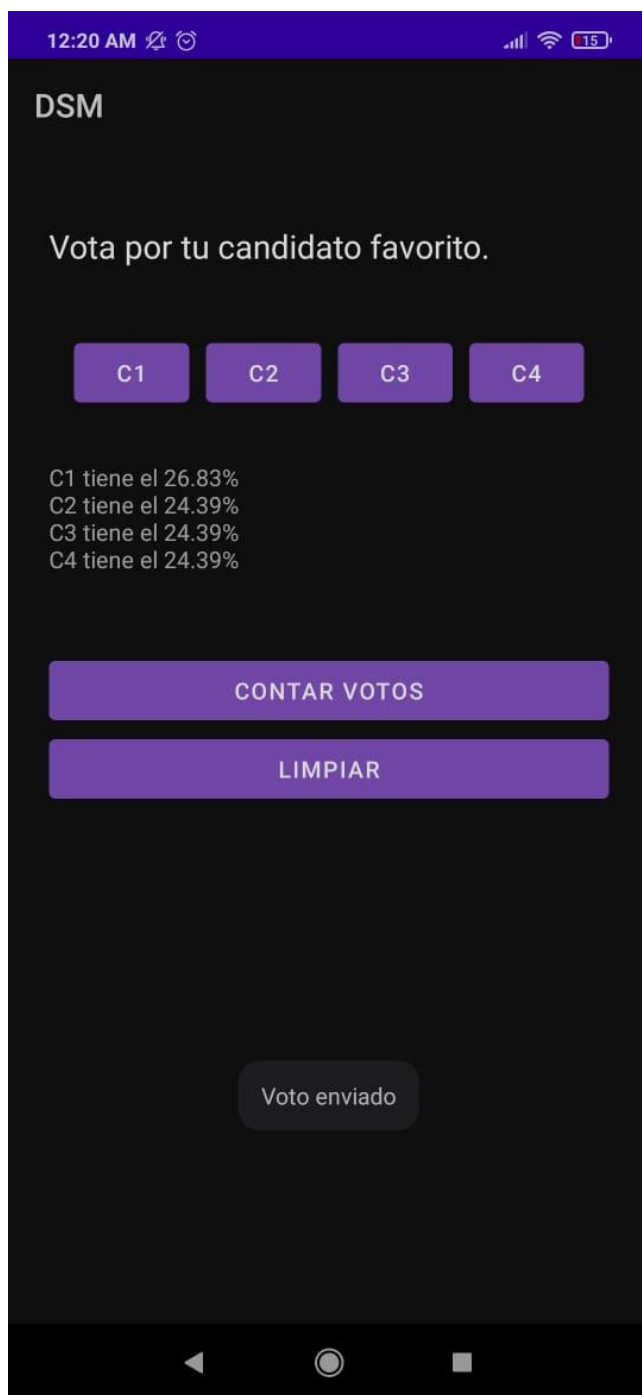 12:20 AM 15
DSM
Vota por tu candidato favorito.
C1 C2 C3 C4
C1 tiene el 26.83%
C2 tiene el 24.39%
C3 tiene el 24.39%
C4 tiene el 24.39%
CONTAR VOTOS
LIMPIAR
Voto enviado